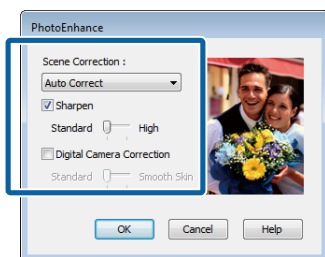 PhotoEnhance
Scene Correction :
Auto Correct
Sharpen
Standard High
Digital Camera Correction
Standard Smooth Skin
OK Cancel Help